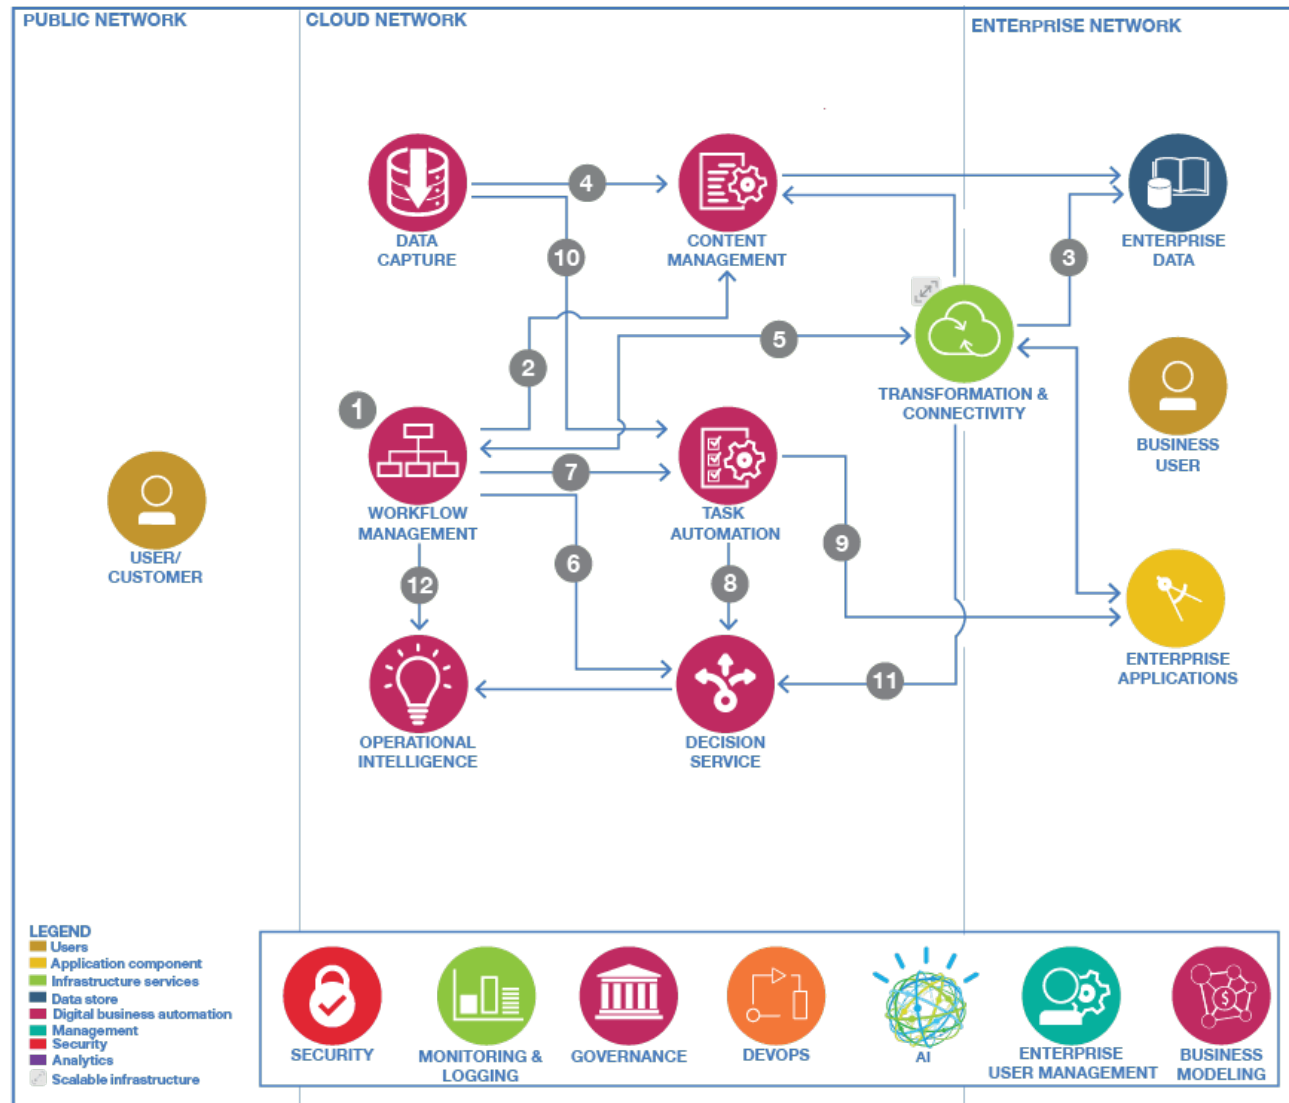 PUBLIC NETWORK
CLOUD NETWORK
ENTERPRISE NETWORK
4
DATA
CAPTURE
CONTENT
MANAGEMENT
ENTERPRISE
DATA
10
3
5
2
TRANSFORMATION &
CONNECTIVITY
1
BUSINESS
USER
7
WORKFLOW
MANAGEMENT
TASK
AUTOMATION
USER/
CUSTOMER
9
6
12
8
ENTERPRISE
APPLICATIONS
11
OPERATIONAL
INTELLIGENCE
DECISION
SERVICE
LEGEND
Users
Application component
Infrastructure services
Data store
Digital business automation
Management
Security
Analytics
Scalable infrastructure
SECURITY
MONITORING &
LOGGING
GOVERNANCE
DEVOPS
AI
ENTERPRISE
USER MANAGEMENT
$
BUSINESS
MODELING